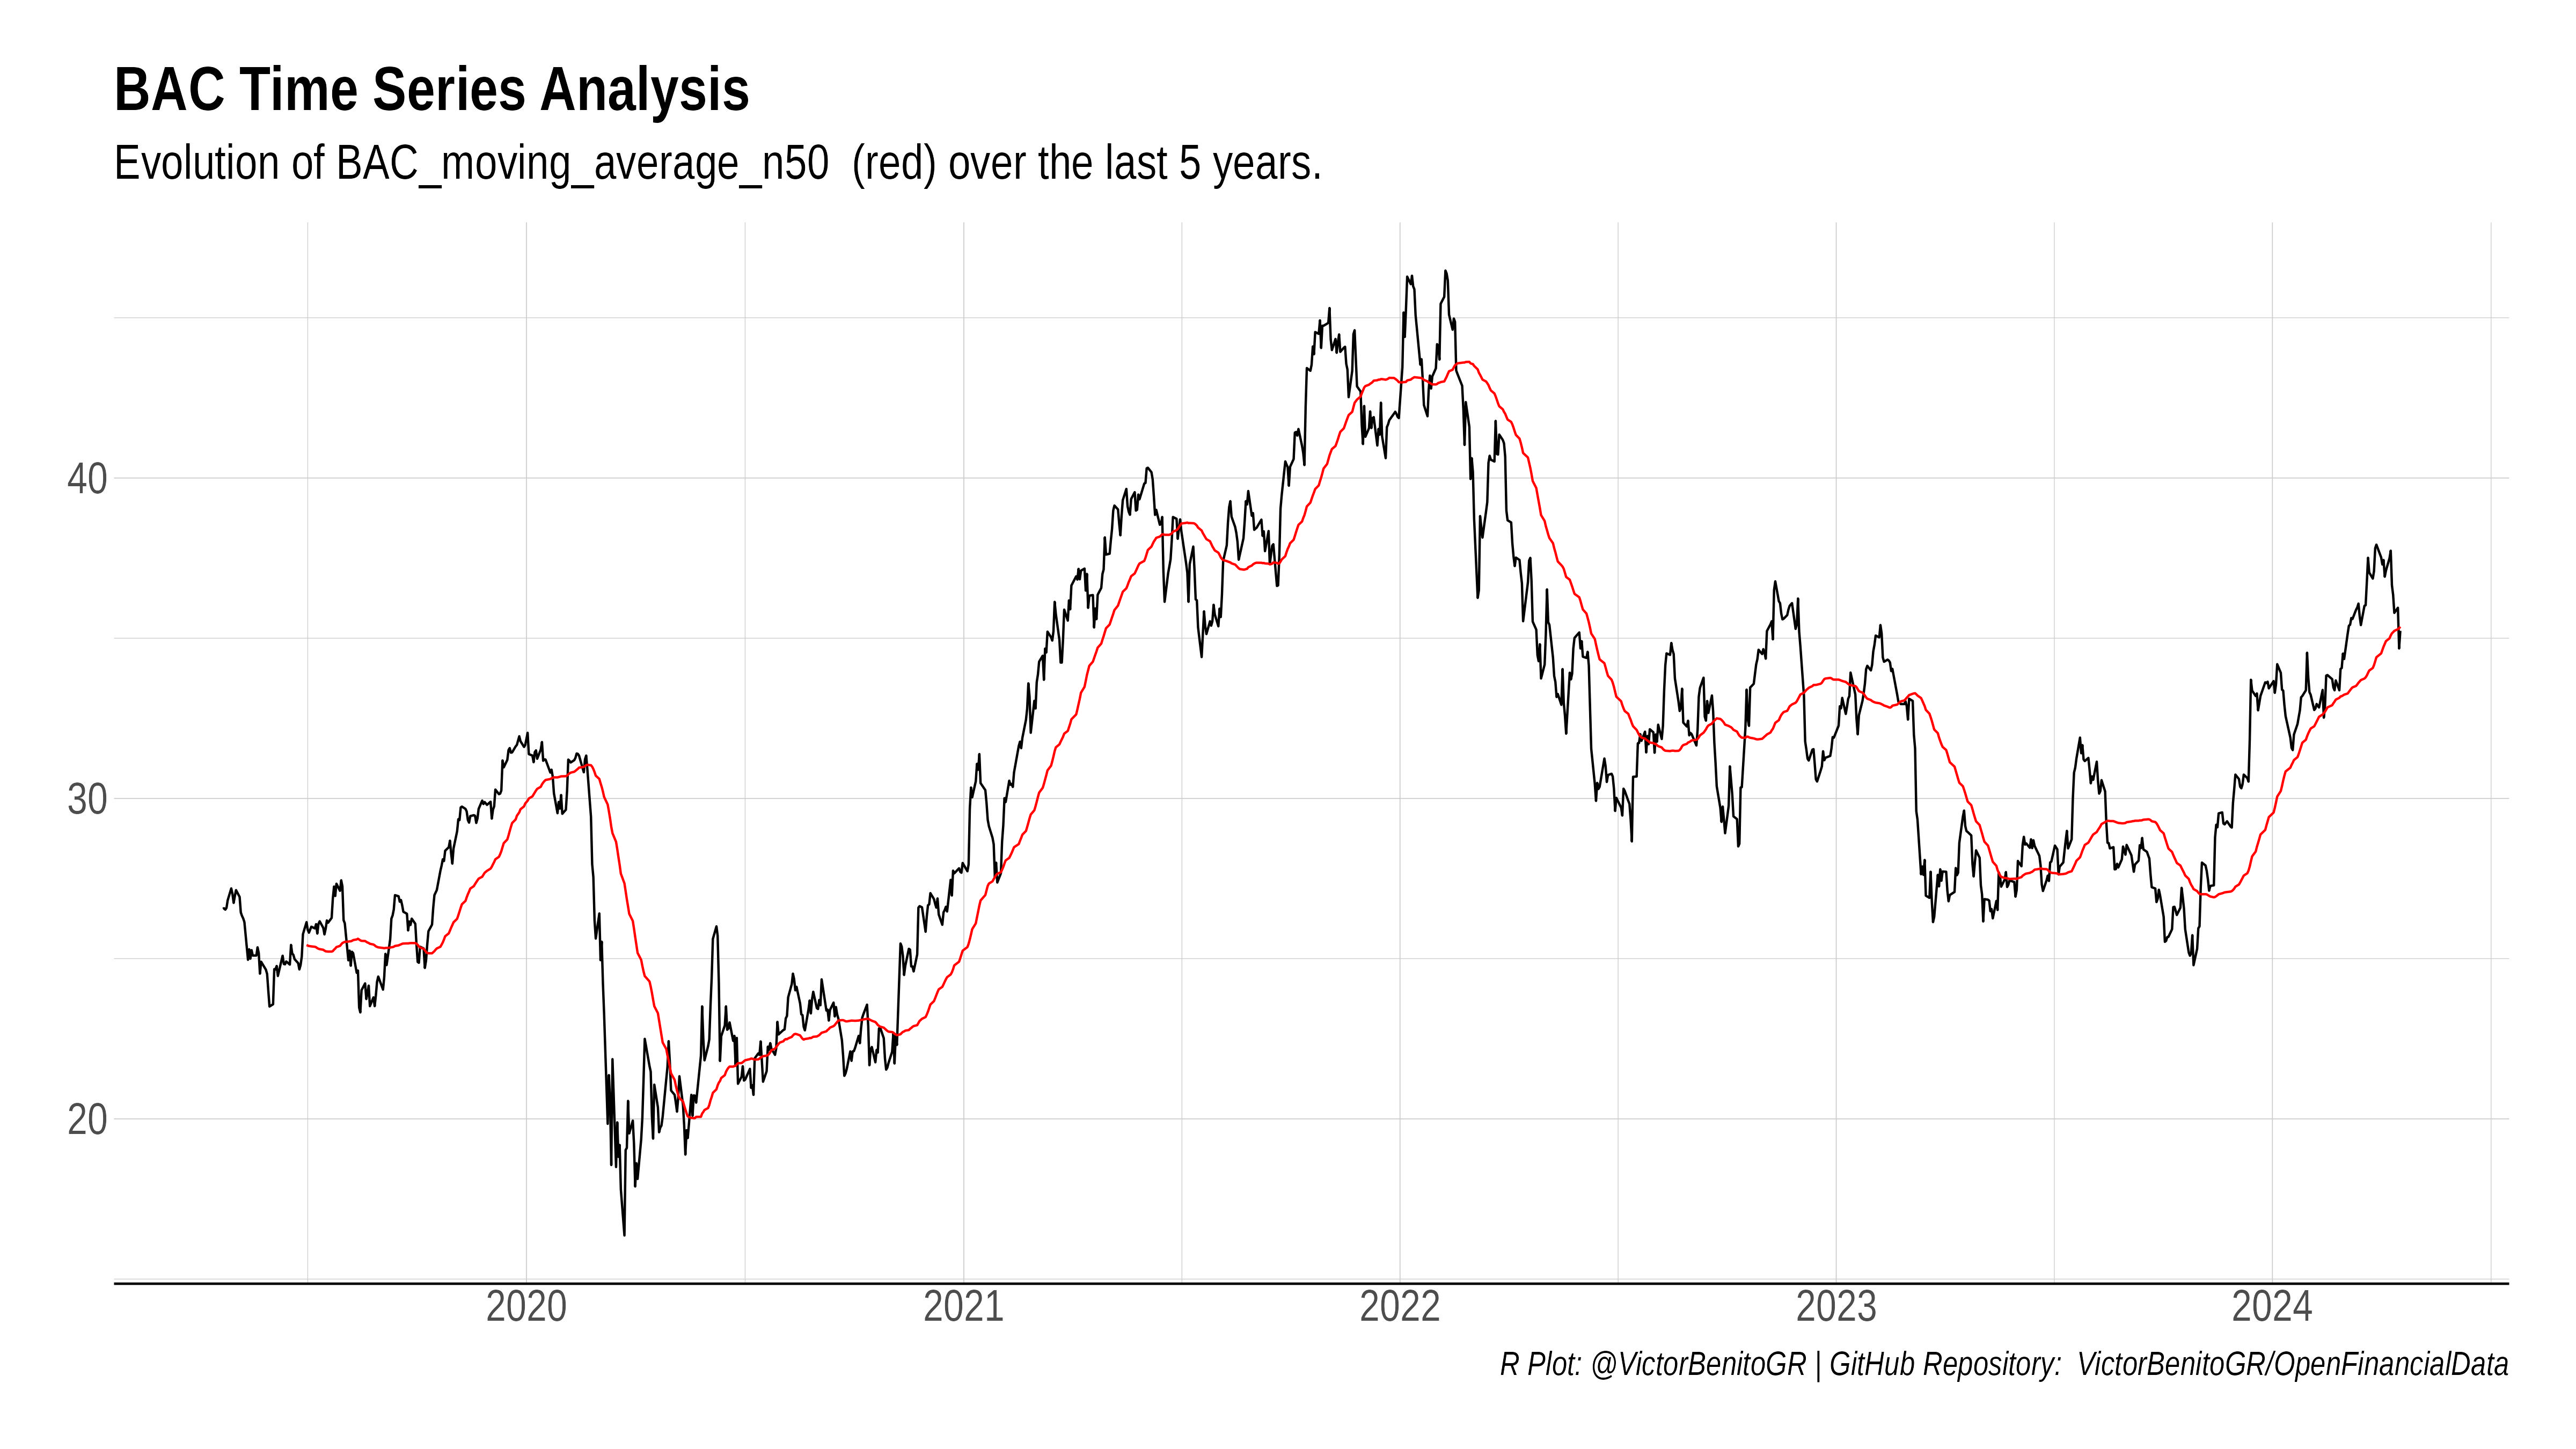 BAC Time Series Analysis
Evolution of BAC_moving_average_n50  (red) over the last 5 years.
40
30
20
2020 2021 2022 2023 2024
R Plot: @VictorBenitoGR | GitHub Repository:  VictorBenitoGR/OpenFinancialData